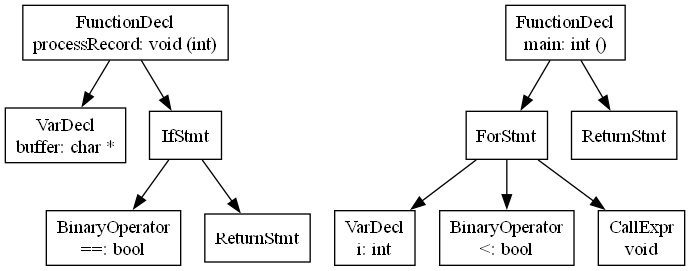 FunctionDecl
processRecord: void (int)
FunctionDecl
main: int ()
VarDecl
buffer: char *
IfStmt
ForStmt
ReturnStmt
BinaryOperator
==: bool
ReturnStmt
VarDecl
i: int
BinaryOperator
<: bool
CallExpr
void